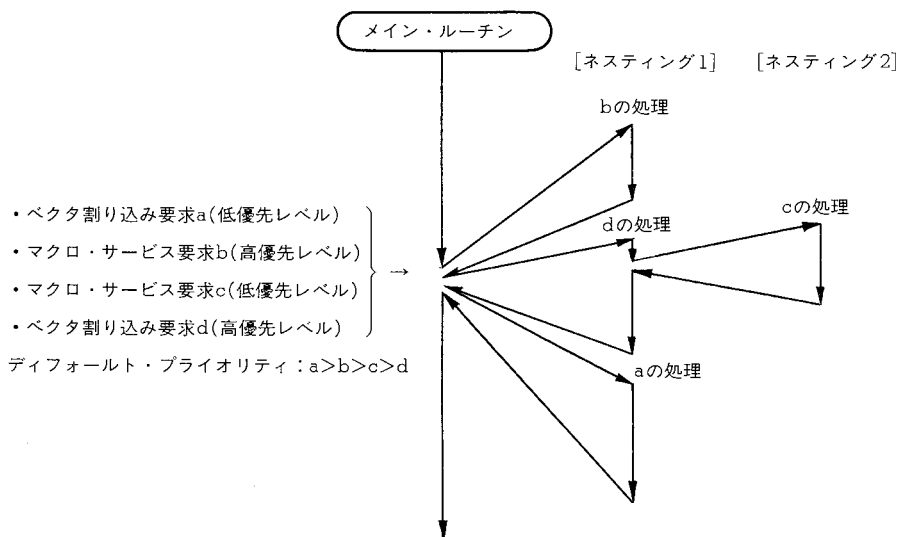 メイン・ルーチン
[ネスティング1] [ネスティング2]
bの処理
・ベクタ割り込み要求a(低優先レベル)
・マクロ・サービス要求b(高優先レベル)
・マクロ・サービス要求c(低優先レベル)
・ベクタ割り込み要求d(高優先レベル)
ディフォールト・プライオリティ:a>b>c>d
→
dの処理
cの処理
aの処理